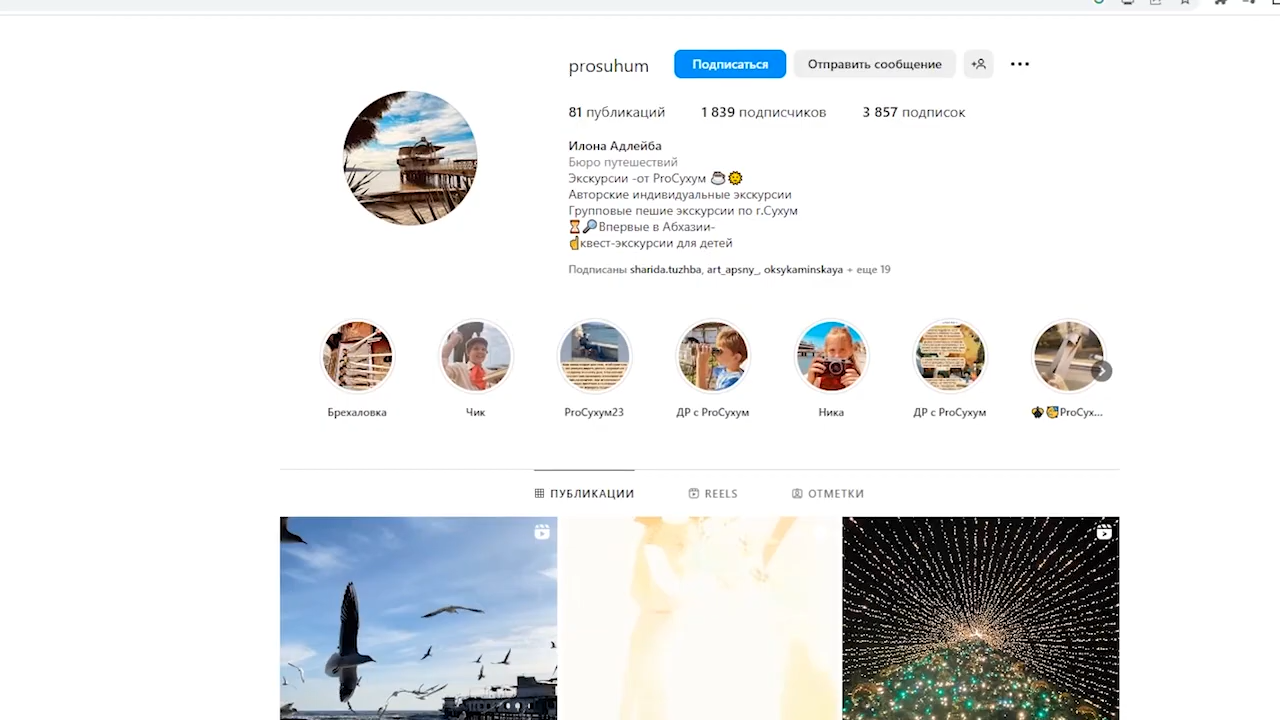 prosuhum Подписаться Отправить сообщение
81 публикаций 1 839 подписчиков 3 857 подписок
Илона Адлейба
Бюро путешествий
Экскурсии -от ProСухум
Авторские индивидуальные экскурсии
Групповые пешие экскурсии по г.Сухум
Впервые в Абхазии-
квест-экскурсии для детей
Подписаны sharida.tuzhba, art_apsny_, oksykaminskaya + еще 19
Брехаловка Чик ProСухум23 ДР с ProСухум Ника ДР с ProСухум ProСух...
ПУБЛИКАЦИИ REELS ОТМЕТКИ